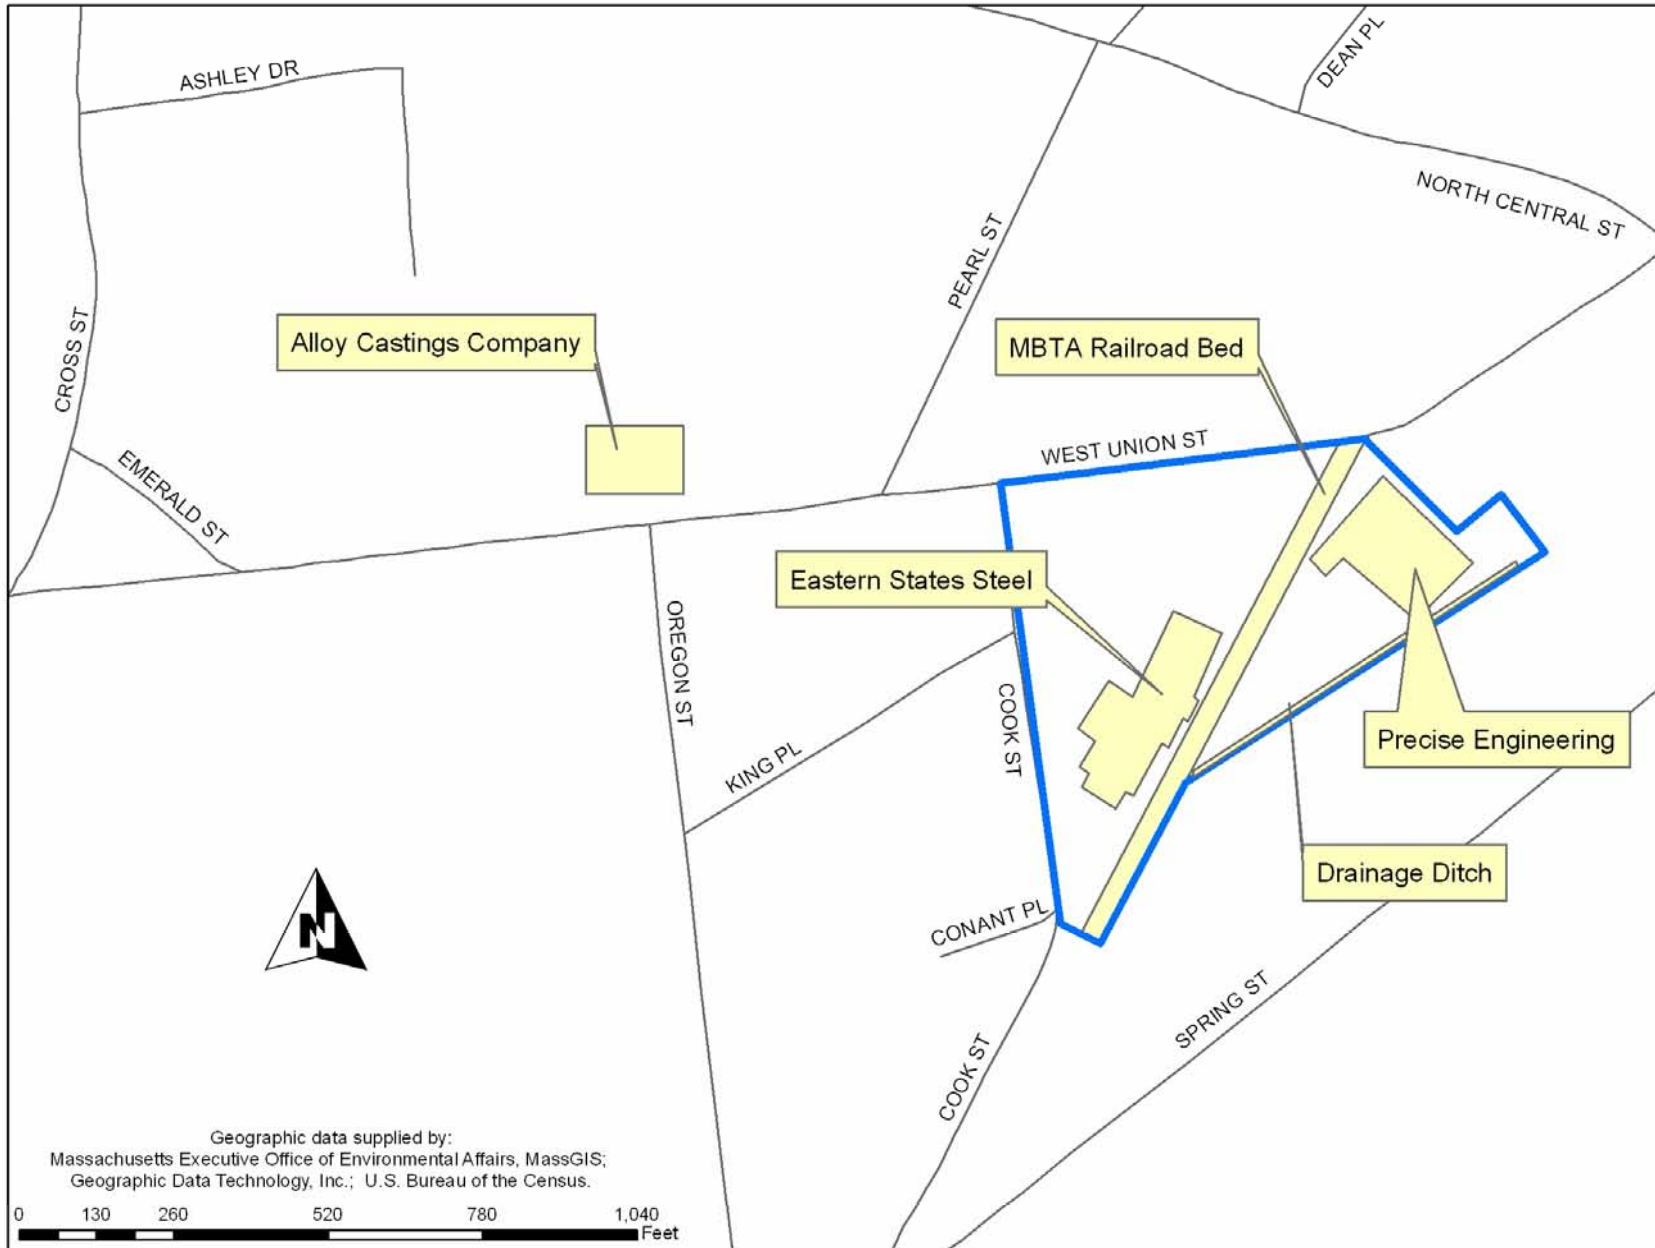 ASHLEY DR
DEAN PL
NORTH CENTRAL ST
PEARL ST
CROSS ST
Alloy Castings Company
MBTA Railroad Bed
WEST UNION ST
EMERALD ST
Eastern States Steel
OREGON ST
COOK ST
KING PL
Precise Engineering
Drainage Ditch
CONANT PL
N
SPRING ST
COOK ST
Geographic data supplied by:
Massachusetts Executive Office of Environmental Affairs, MassGIS;
Geographic Data Technology, Inc.; U.S. Bureau of the Census.
0 130 260 520 780 1,040
Feet